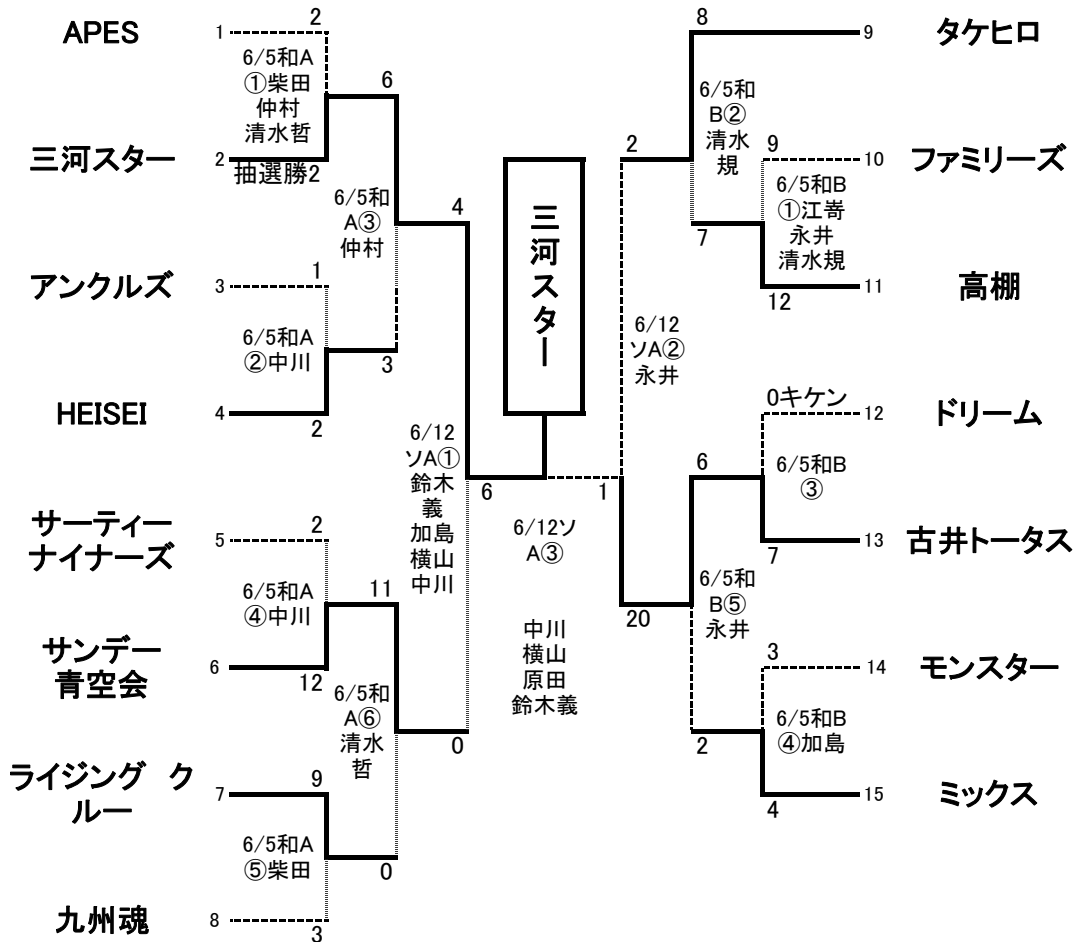 APES
1
2
6/5和A
①柴田
仲村
清水哲
三河スター
2
抽選勝2
6
6/5和
A③
仲村
アンクルズ
3
1
6/5和A
②中川
3
HEISEI
4
2
4
6/12
ソA①
鈴木
義
加島
横山
中川
サーティー
ナイナーズ
5
2
6/5和A
④中川
11
サンデー
青空会
6
12
6/5和
A⑥
清水
哲
0
ライジング　ク
ルー
7
9
6/5和A
⑤柴田
0
九州魂
8
3
三河スター
6
1
6/12ソ
A③
中川
横山
原田
鈴木義
8
9
タケヒロ
6/5和
B②
清水
規
2
9
10
ファミリーズ
6/5和B
①江嵜
永井
清水規
7
12
11
高棚
6/12
ソA②
永井
0キケン
12
ドリーム
6
6/5和B
③
7
13
古井トータス
6/5和
B⑤
永井
20
3
14
モンスター
6/5和B
④加島
2
4
15
ミックス